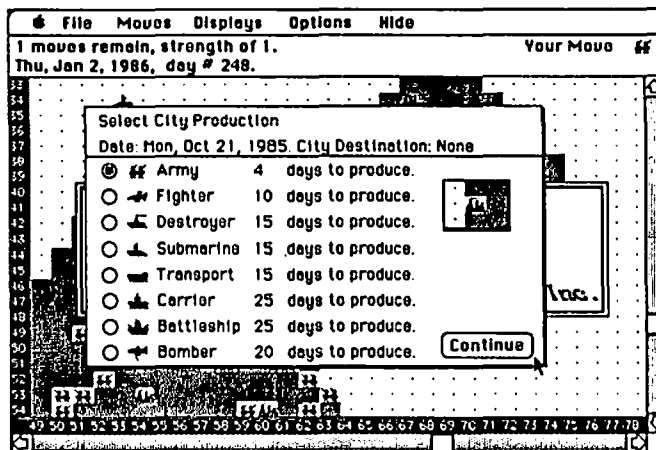 File Moves Displays Options Hide
1 moves remain, strength of 1. Your Move
Thu, Jan 2, 1986, day # 248.
Select City Production
Date: Mon, Oct 21, 1985. City Destination: None
Army 4 days to produce.
Fighter 10 days to produce.
Destroyer 15 days to produce.
Submarine 15 days to produce.
Transport 15 days to produce.
Carrier 25 days to produce.
Battleship 25 days to produce.
Bomber 20 days to produce.
Continue
Inc.
33
34
35
36
37
38
39
40
41
42
43
44
45
46
47
48
49
50
51
52
53
54
49 50 51 52 53 54 55 56 57 58 59 60 61 62 63 64 65 66 67 68 69 70 71 72 73 74 75 76 77 78